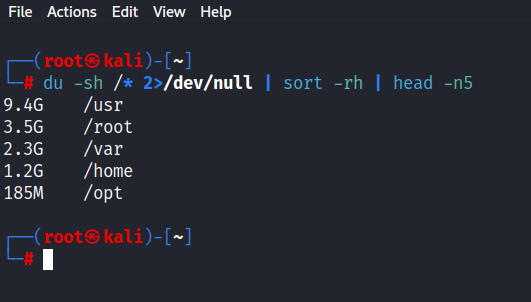 File Actions Edit View Help
┌──(root㉿kali)-[~]
└─# du -sh /* 2>/dev/null | sort -rh | head -n5
9.4G /usr
3.5G /root
2.3G /var
1.2G /home
185M /opt
┌──(root㉿kali)-[~]
└─#